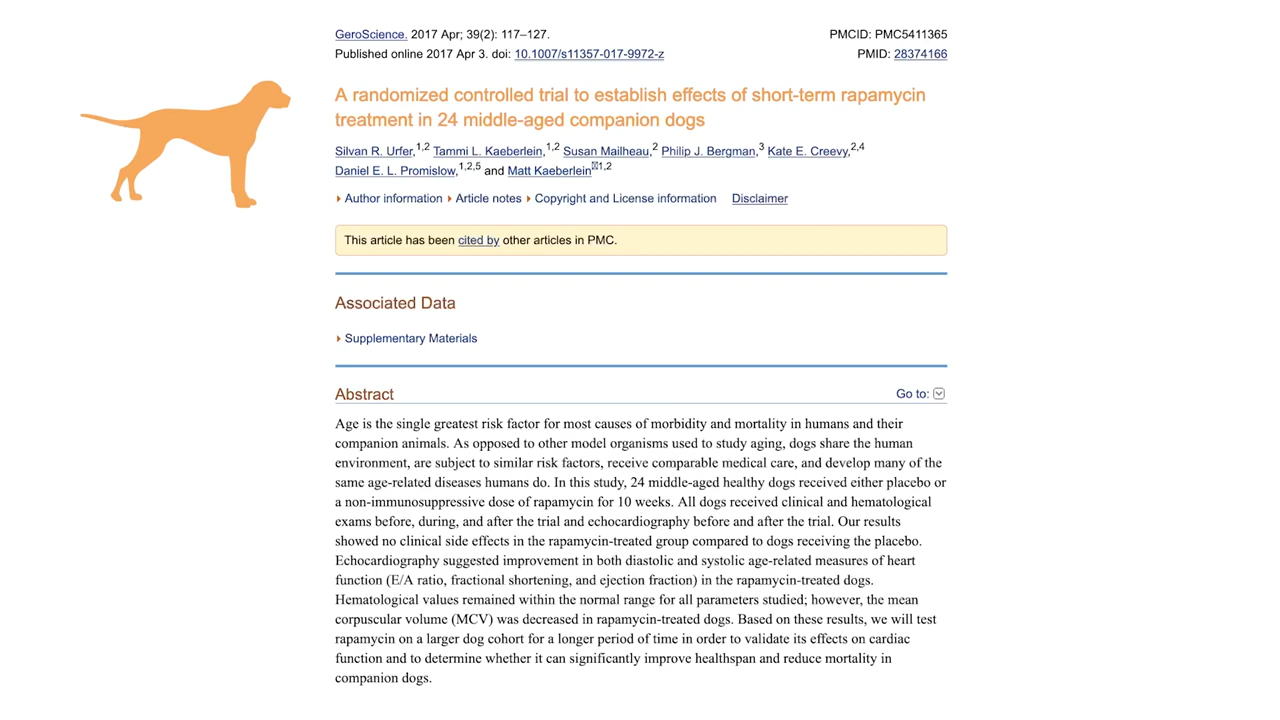 GeroScience. 2017 Apr; 39(2): 117–127.
PMCID: PMC5411365
Published online 2017 Apr 3. doi: 10.1007/s11357-017-9972-z
PMID: 28374166
A randomized controlled trial to establish effects of short-term rapamycin
treatment in 24 middle-aged companion dogs
Silvan R. Urfer,1,2 Tammi L. Kaeberlein,1,2 Susan Mailheau,2 Philip J. Bergman,3 Kate E. Creevy,2,4
Daniel E. L. Promislow,1,2,5 and Matt Kaeberlein1,2
Author information Article notes Copyright and License information Disclaimer
This article has been cited by other articles in PMC.
Associated Data
Supplementary Materials
Abstract
Go to:
Age is the single greatest risk factor for most causes of morbidity and mortality in humans and their
companion animals. As opposed to other model organisms used to study aging, dogs share the human
environment, are subject to similar risk factors, receive comparable medical care, and develop many of the
same age-related diseases humans do. In this study, 24 middle-aged healthy dogs received either placebo or
a non-immunosuppressive dose of rapamycin for 10 weeks. All dogs received clinical and hematological
exams before, during, and after the trial and echocardiography before and after the trial. Our results
showed no clinical side effects in the rapamycin-treated group compared to dogs receiving the placebo.
Echocardiography suggested improvement in both diastolic and systolic age-related measures of heart
function (E/A ratio, fractional shortening, and ejection fraction) in the rapamycin-treated dogs.
Hematological values remained within the normal range for all parameters studied; however, the mean
corpuscular volume (MCV) was decreased in rapamycin-treated dogs. Based on these results, we will test
rapamycin on a larger dog cohort for a longer period of time in order to validate its effects on cardiac
function and to determine whether it can significantly improve healthspan and reduce mortality in
companion dogs.